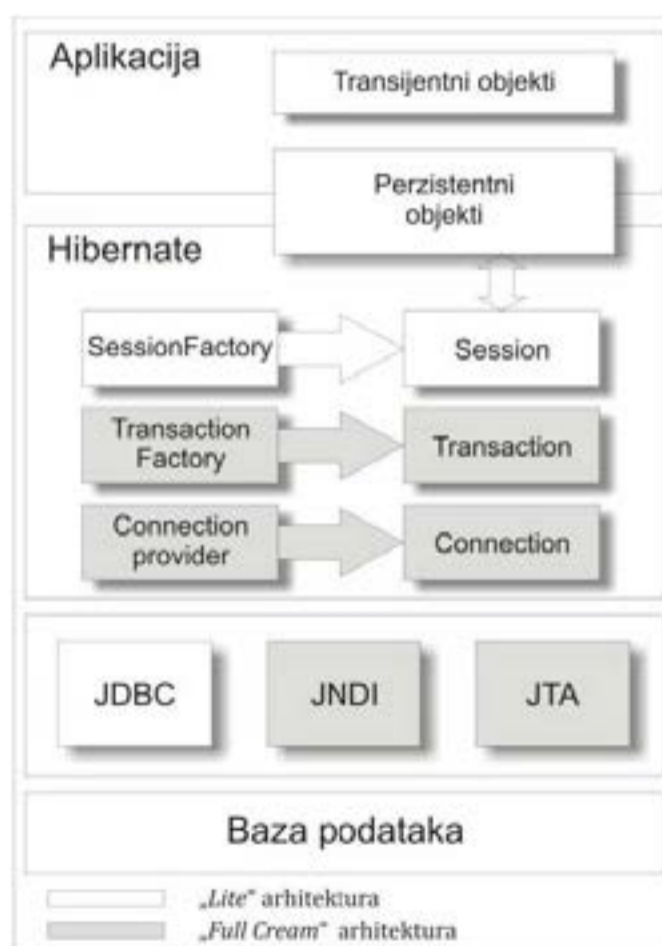 Aplikacija
Transijentni objekti
Perzistentni
objekti
Hibernate
SessionFactory
Session
Transaction
Factory
Transaction
Connection
provider
Connection
JDBC
JNDI
JTA
Baza podataka
„Lite“ arhitektura
„Full Cream“ arhitektura